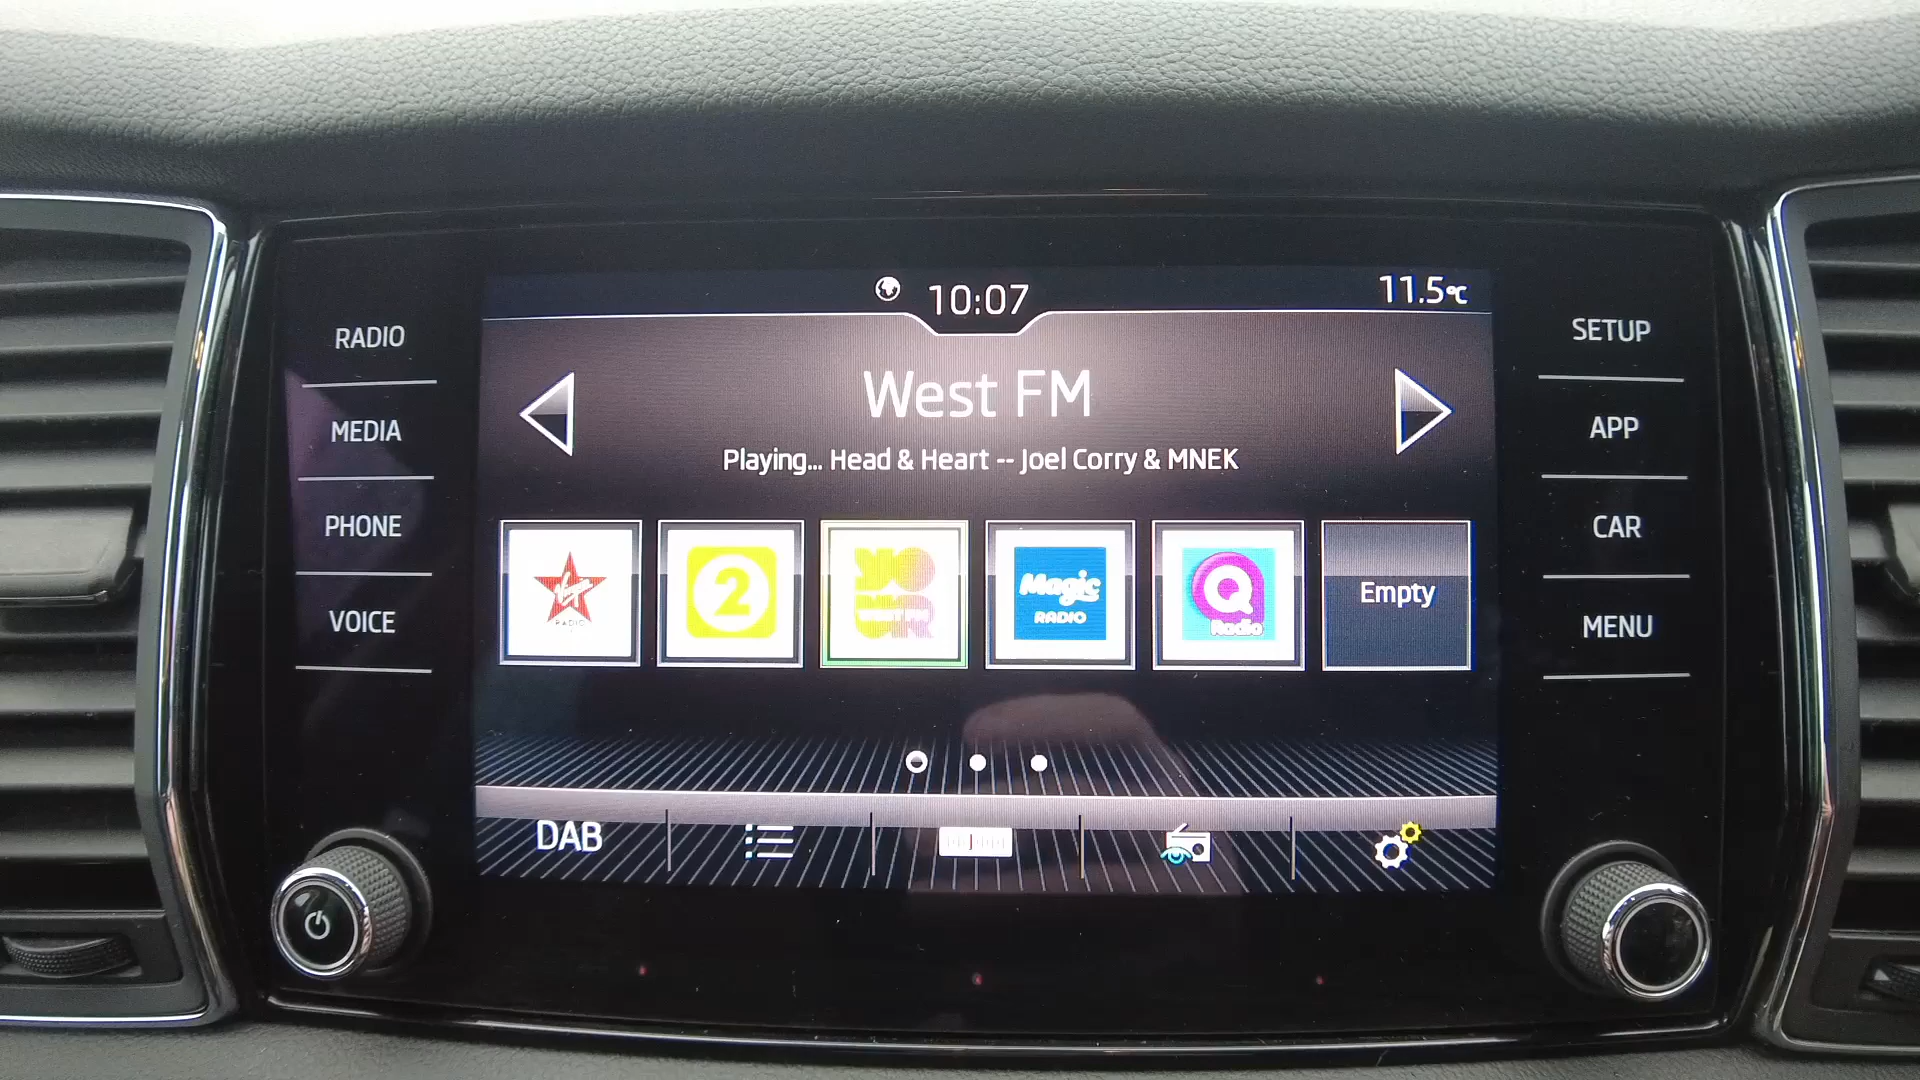 10:07
11.5°C
RADIO
MEDIA
PHONE
VOICE
West FM
Playing... Head & Heart -- Joel Corry & MNEK
RADIO
2
Magic
RADIO
Q
Radio
Empty
DAB
SETUP
APP
CAR
MENU